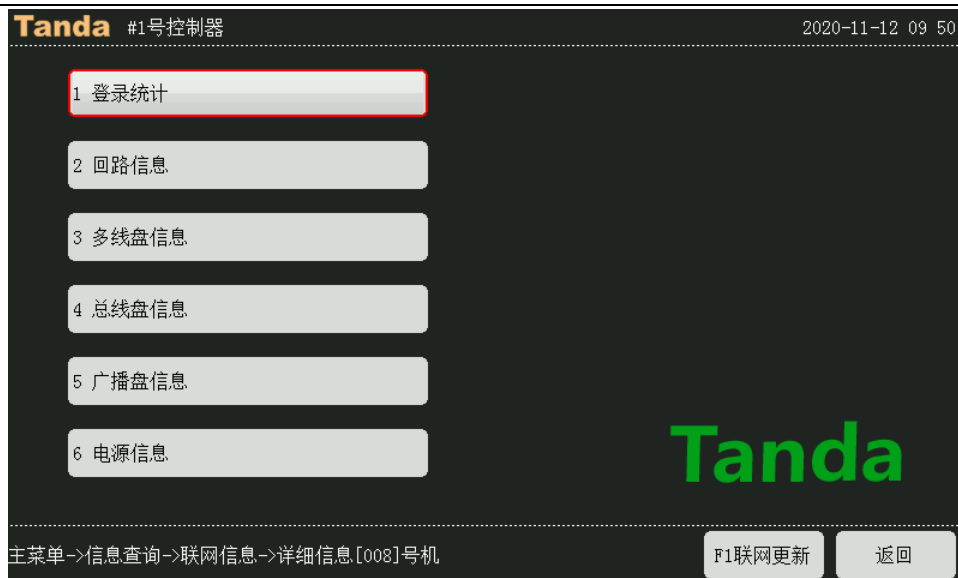 Tanda #1号控制器 2020-11-12 09 50
1 登录统计
2 回路信息
3 多线盘信息
4 总线盘信息
5 广播盘信息
6 电源信息
Tanda
主菜单->信息查询->联网信息->详细信息[008]号机 F1联网更新 返回